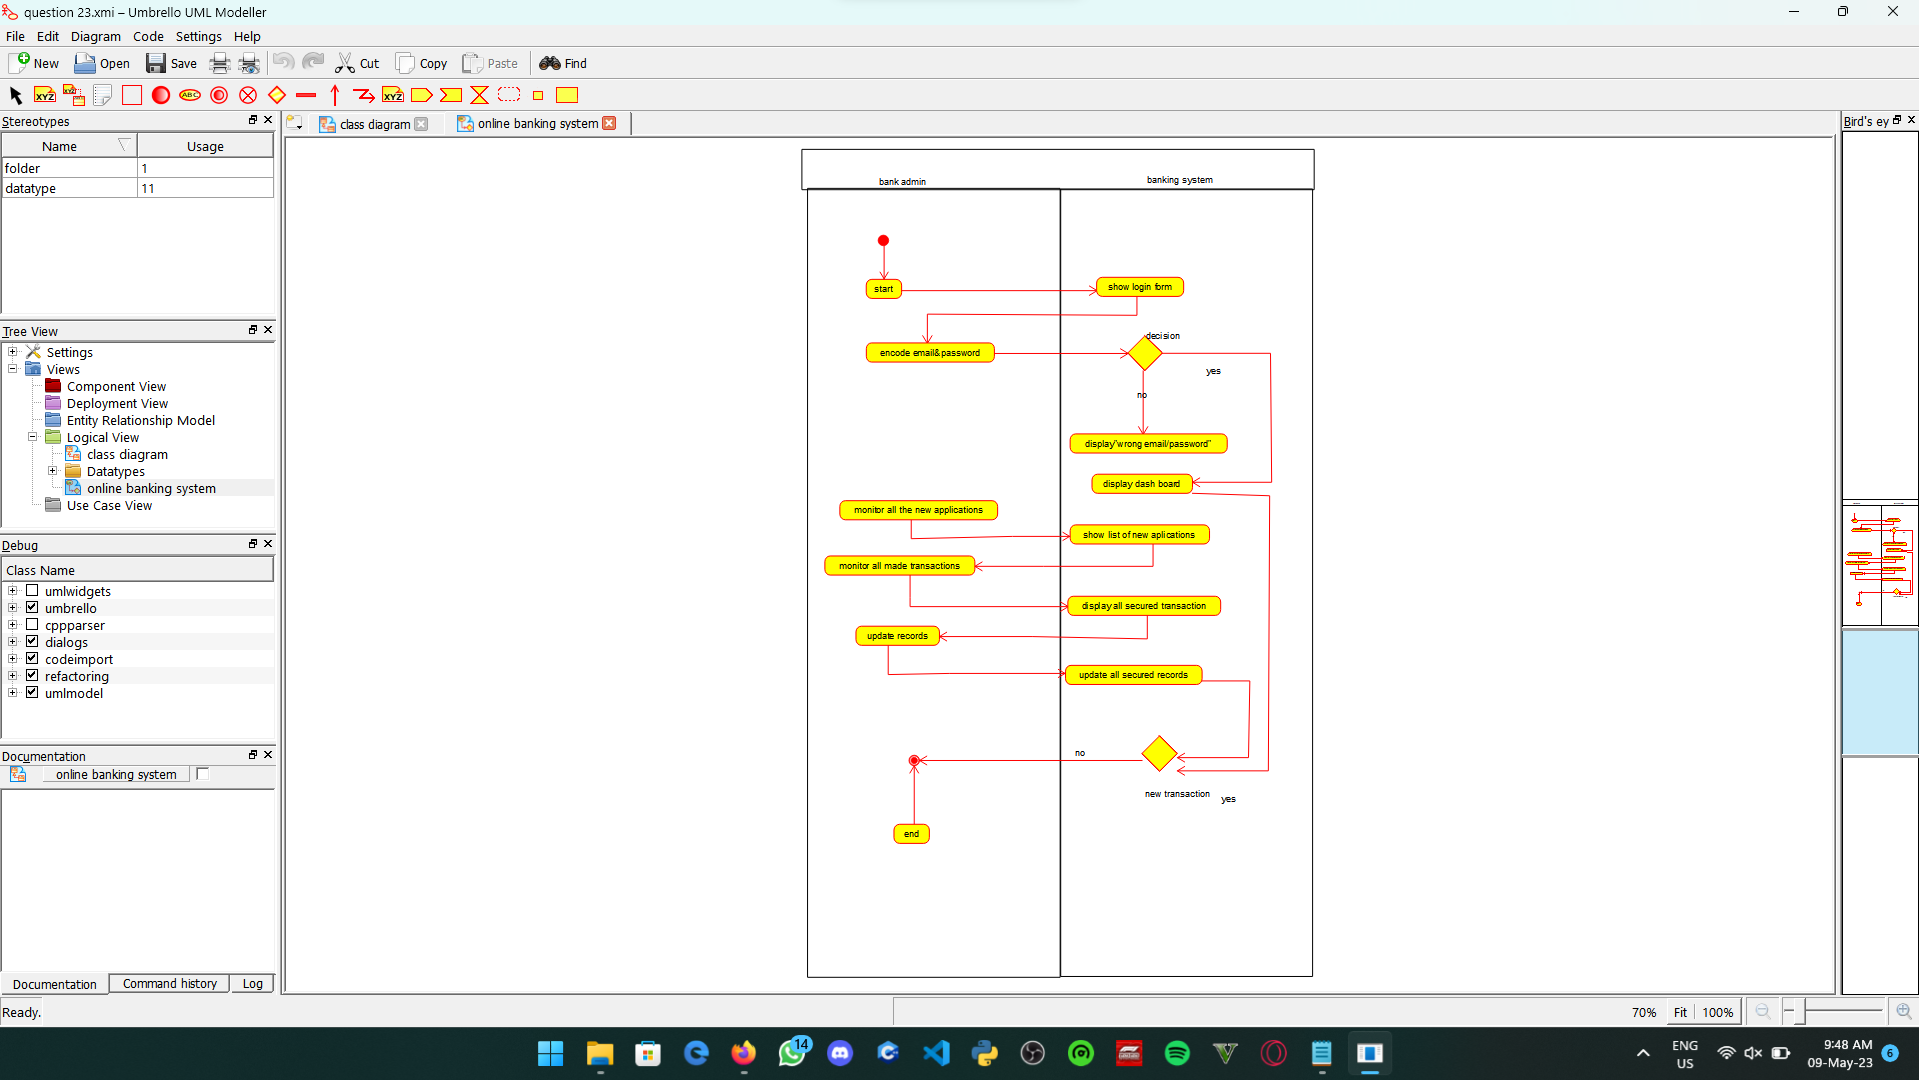 question 23.xmi – Umbrello UML Modeller
File Edit Diagram Code Settings Help
New Open Save Cut Copy Paste Find
XYZ XYZ ABC XYZ
Stereotypes
Name Usage
folder 1
datatype 11
Tree View
Settings
Views
Component View
Deployment View
Entity Relationship Model
Logical View
class diagram
Datatypes
online banking system
Use Case View
Debug
Class Name
umlwidgets
umbrello
cppparser
dialogs
codeimport
refactoring
umlmodel
Documentation
online banking system
Documentation Command history Log
Ready.
class diagram online banking system
bank admin banking system
start
show login form
decision
encode email&password
yes
no
display"wrong email/password"
display dash board
monitor all the new applications
show list of new aplications
monitor all made transactions
display all secured transaction
update records
update all secured records
no
new transaction yes
end
Bird's ey
70% Fit 100%
14
ENG
US
9:48 AM
09-May-23
6